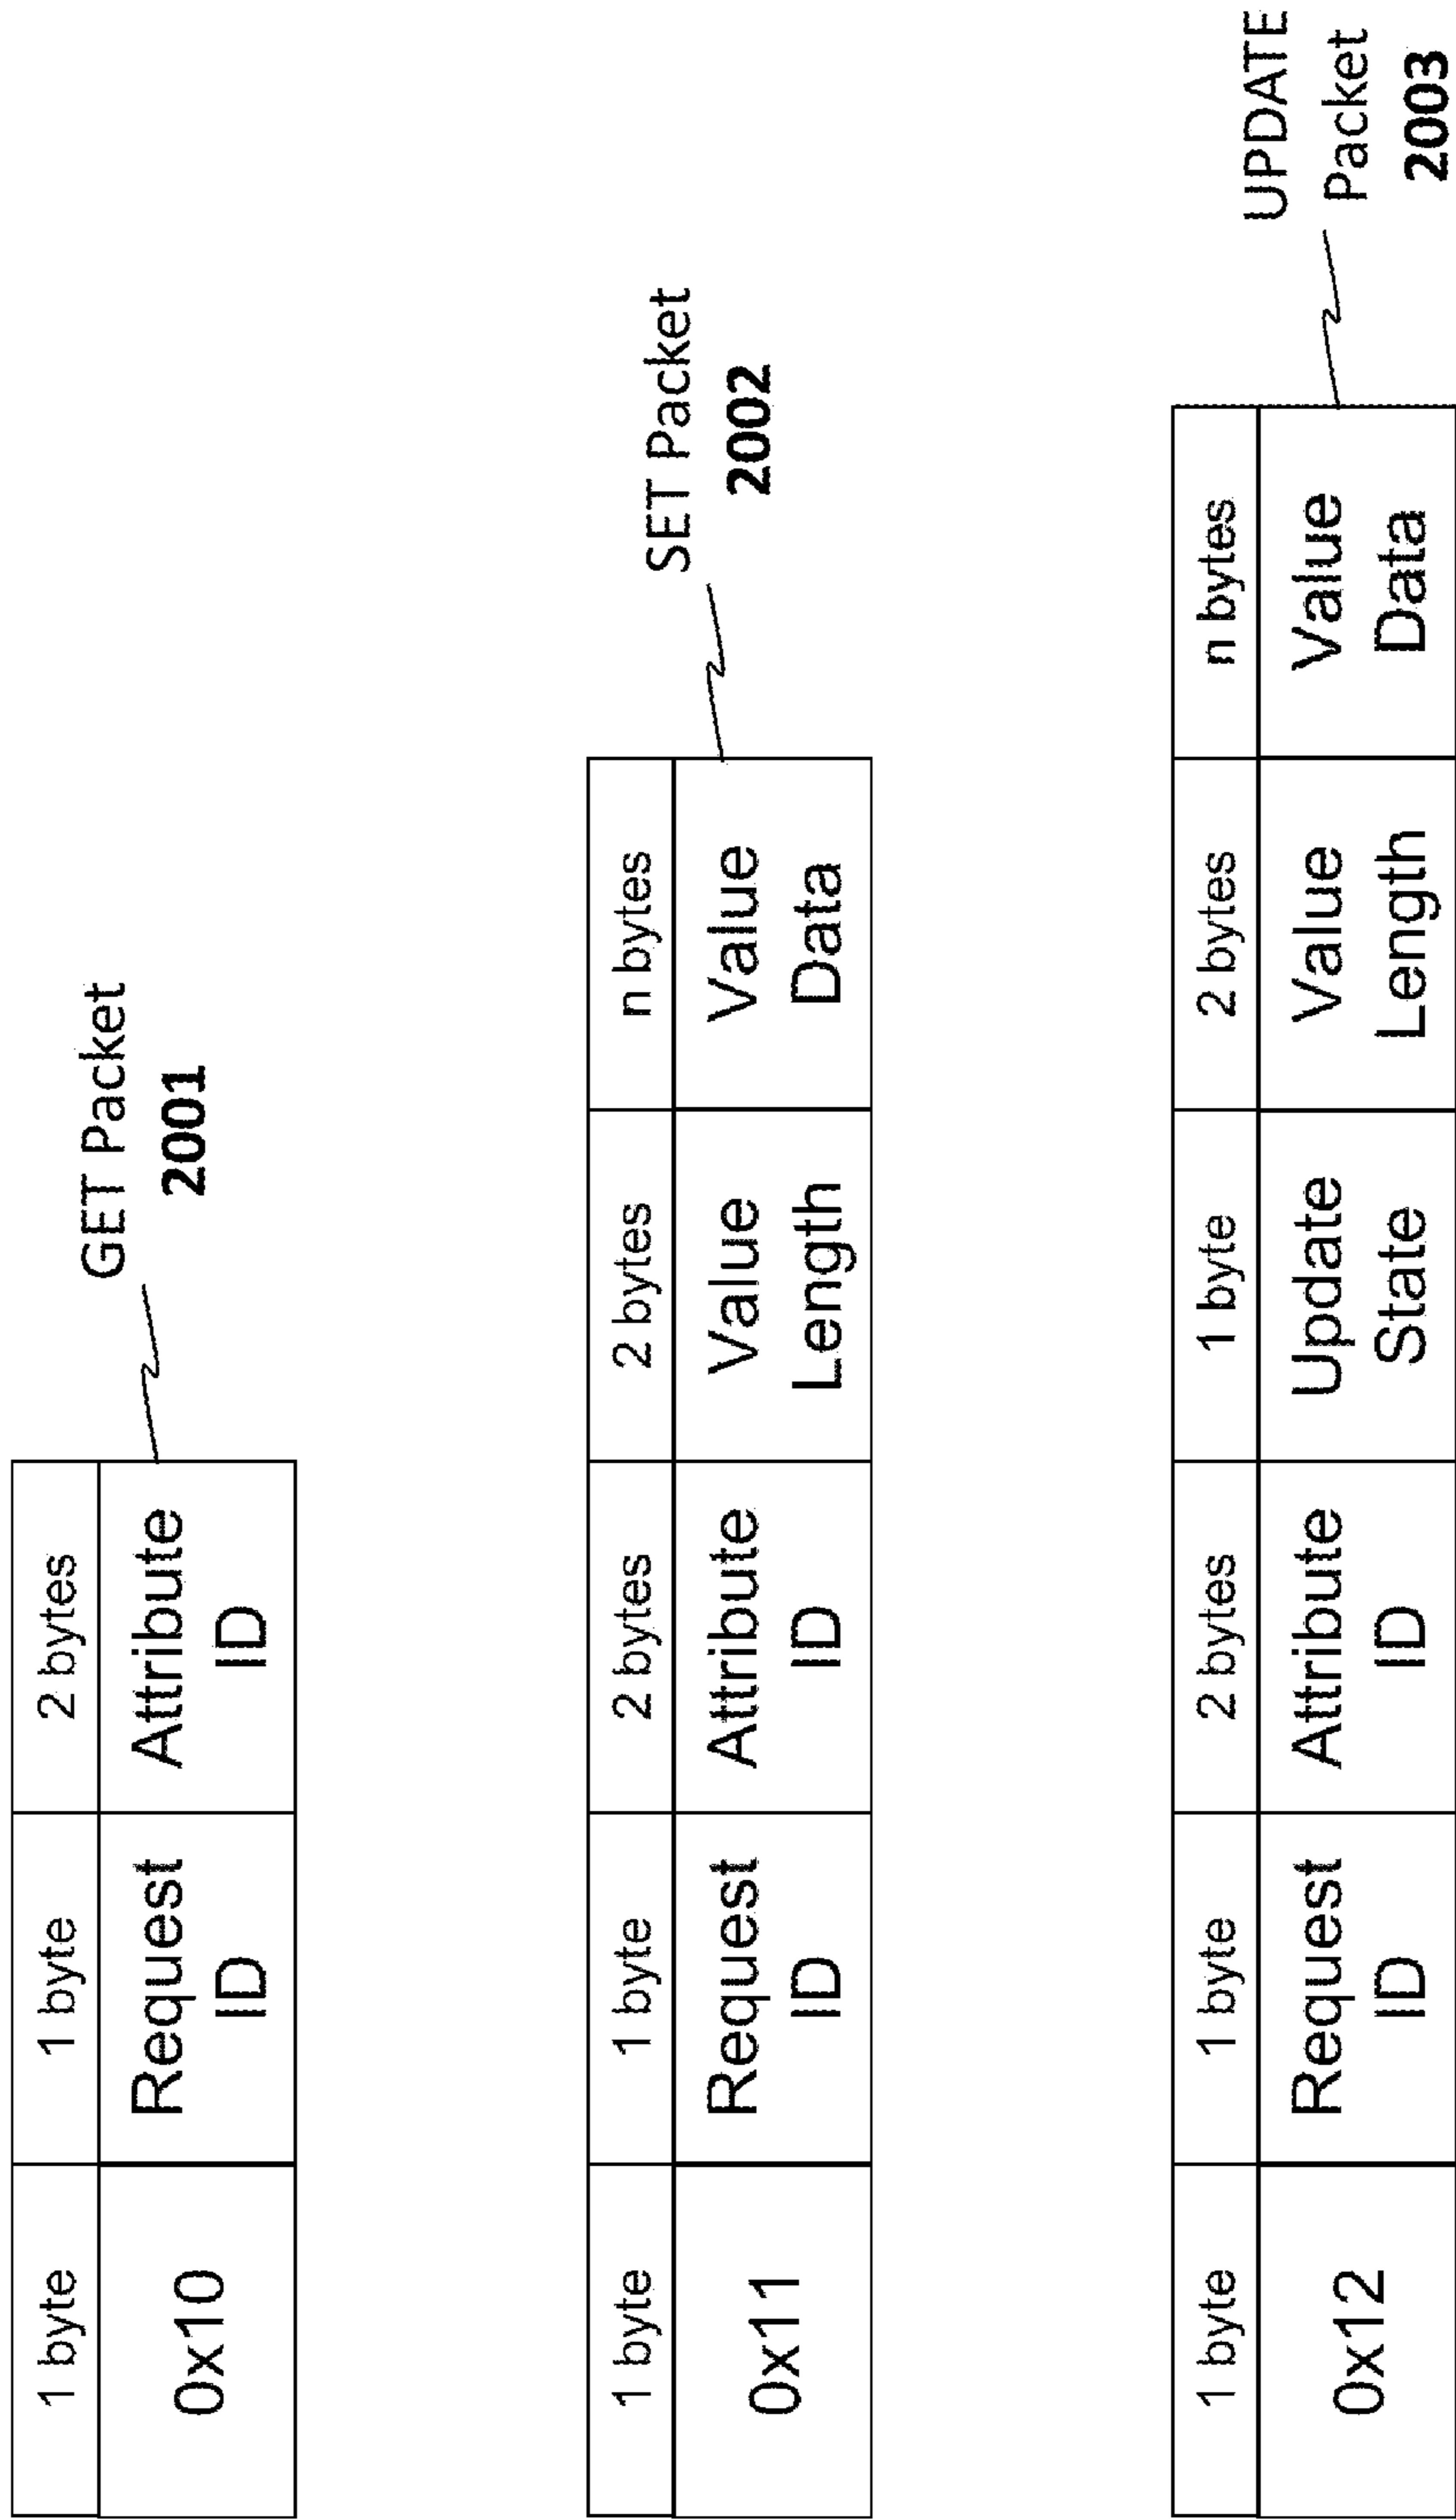 1 byte
1 byte
2 bytes
0x10
Request
ID
Attribute
ID
GET Packet
2001
1 byte
1 byte
2 bytes
2 bytes
n bytes
0x11
Request
ID
Attribute
ID
Value
Length
Value
Data
SET Packet
2002
1 byte
1 byte
2 bytes
1 byte
2 bytes
n bytes
0x12
Request
ID
Attribute
ID
Update
State
Value
Length
Value
Data
UPDATE
Packet
2003